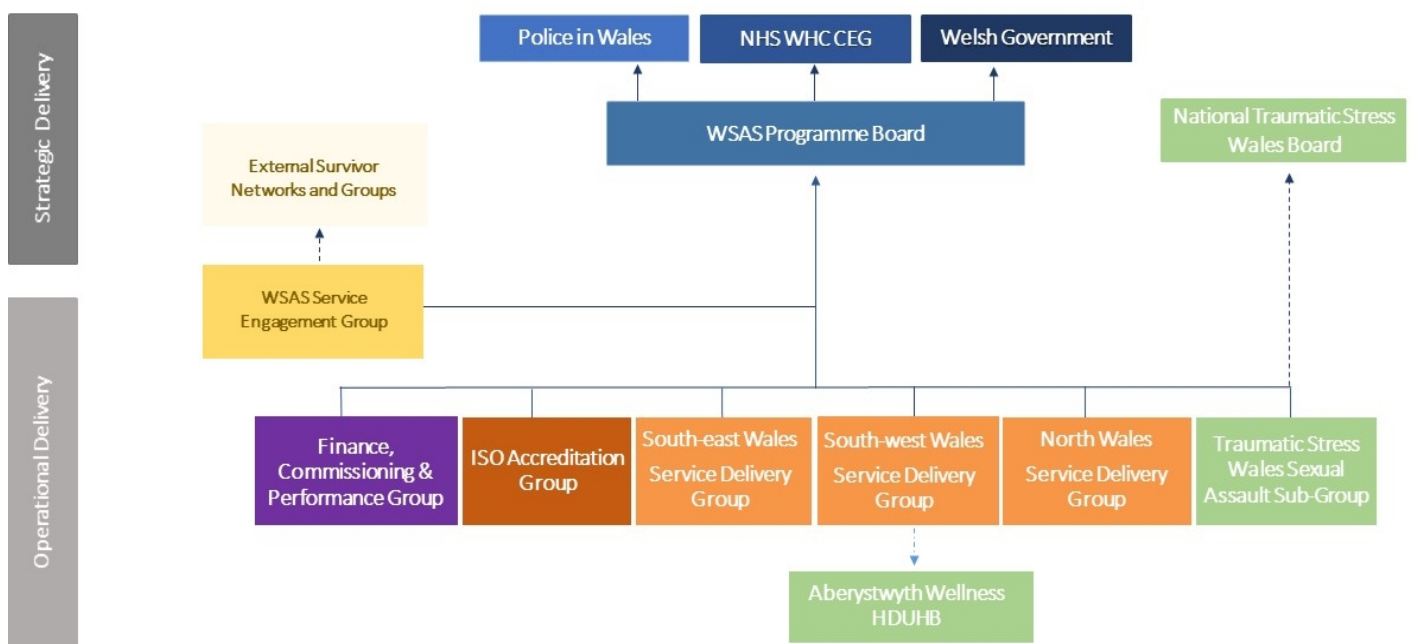 Strategic Delivery
Police in Wales
NHS WHC CEG
Welsh Government
WSAS Programme Board
National Traumatic Stress
Wales Board
External Survivor
Networks and Groups
WSAS Service
Engagement Group
Operational Delivery
Finance,
Commissioning &
Performance Group
ISO Accreditation
Group
South-east Wales
Service Delivery
Group
South-west Wales
Service Delivery
Group
North Wales
Service Delivery
Group
Traumatic Stress
Wales Sexual
Assault Sub-Group
Aberystwyth Wellness
HDUHB